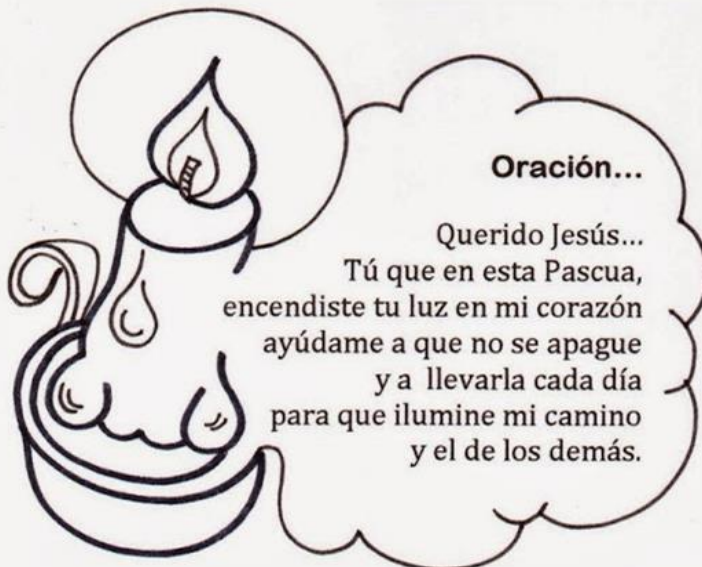 Oración...
Querido Jesús...
Tú que en esta Pascua,
encendiste tu luz en mi corazón
ayúdame a que no se apague
y a llevarla cada día
para que ilumine mi camino
y el de los demás.